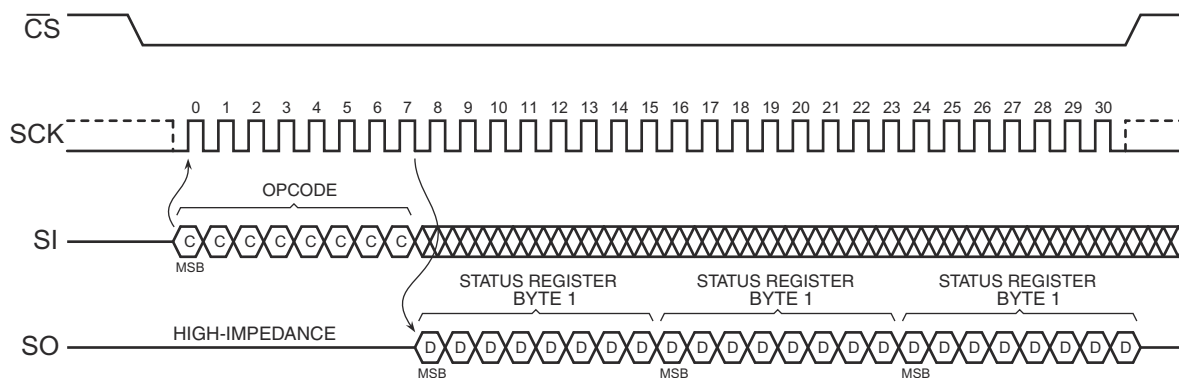 CS
0 1 2 3 4 5 6 7 8 9 10 11 12 13 14 15 16 17 18 19 20 21 22 23 24 25 26 27 28 29 30
SCK
OPCODE
SI
C C C C C C C C
MSB
STATUS REGISTER
BYTE 1
STATUS REGISTER
BYTE 1
STATUS REGISTER
BYTE 1
HIGH-IMPEDANCE
SO
D D D D D D D D D D D D D D D D D D D D D D D D
MSB MSB MSB